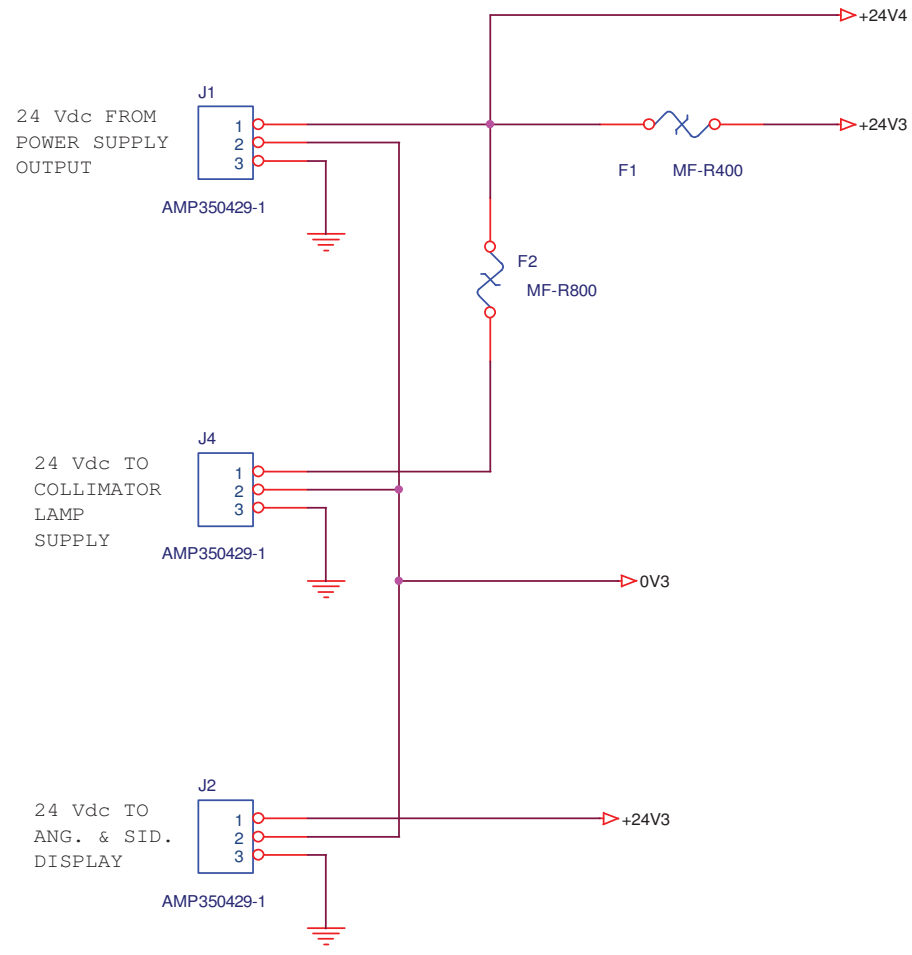 +24V4
J1
24 Vdc FROM
POWER SUPPLY
OUTPUT
1
2
3
AMP350429-1
+24V3
F1 MF-R400
F2
MF-R800
J4
24 Vdc TO
COLLIMATOR
LAMP
SUPPLY
1
2
3
AMP350429-1
0V3
J2
24 Vdc TO
ANG. & SID.
DISPLAY
1
2
3
AMP350429-1
+24V3